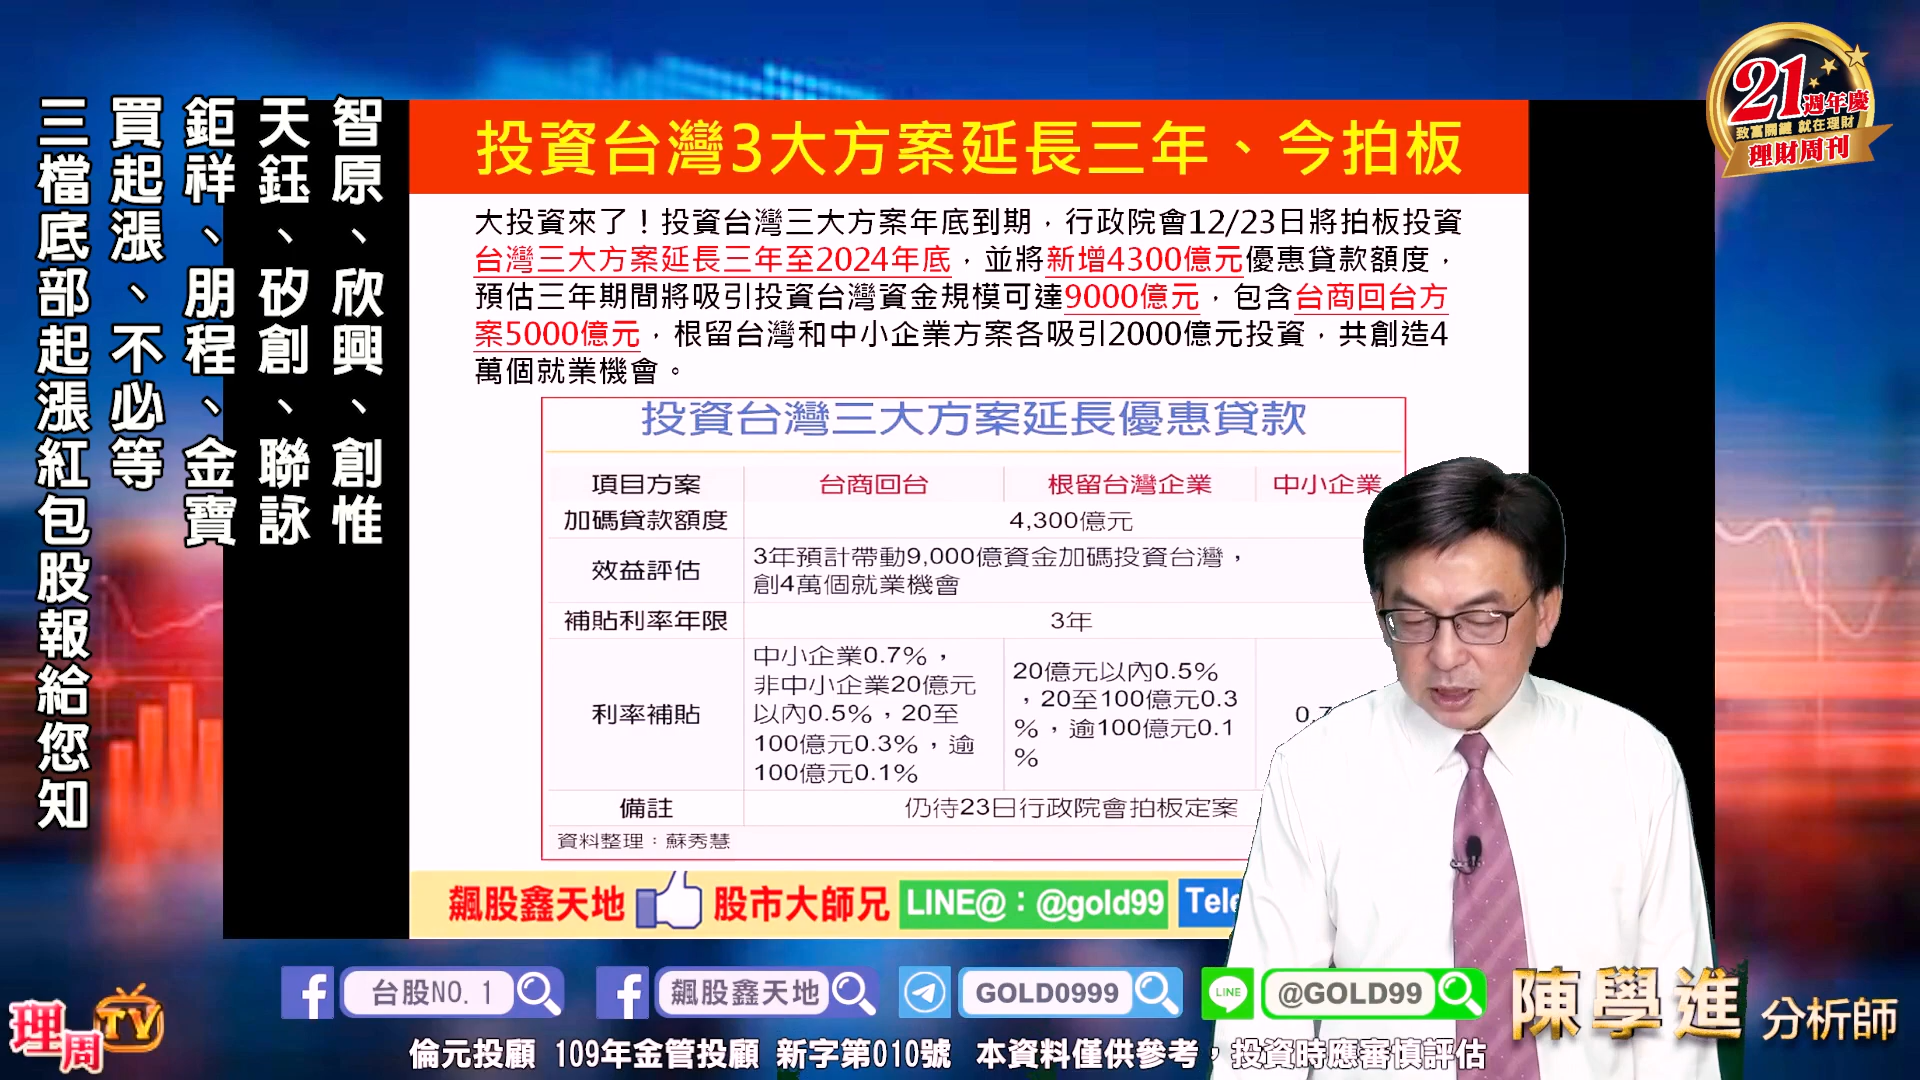 智原、欣興、創惟
天鈺、矽創、聯詠
鉅祥、朋程、金寶
買起漲、不必等
三檔底部起漲紅包股報給您知
21週年慶
致富關鍵 就在理財
理財周刊
投資台灣3大方案延長三年、今拍板
大投資來了！投資台灣三大方案年底到期，行政院會12/23日將拍板投資
台灣三大方案延長三年至2024年底，並將新增4300億元優惠貸款額度，
預估三年期間將吸引投資台灣資金規模可達9000億元，包含台商回台方
案5000億元，根留台灣和中小企業方案各吸引2000億元投資，共創造4
萬個就業機會。
投資台灣三大方案延長優惠貸款
項目方案 台商回台 根留台灣企業 中小企業
加碼貸款額度 4,300億元
效益評估 3年預計帶動9,000億資金加碼投資台灣，
創4萬個就業機會
補貼利率年限 3年
利率補貼
中小企業0.7%，
非中小企業20億元
以內0.5%，20至
100億元0.3%，逾
100億元0.1%
20億元以內0.5%
，20至100億元0.3
%，逾100億元0.1
%
備註 仍待23日行政院會拍板定案
資料整理：蘇秀慧
飆股鑫天地 股市大師兄 LINE@：@gold99
台股NO.1 飆股鑫天地 GOLD0999 LINE @GOLD99
陳學進 分析師
理周TV
倫元投顧 109年金管投顧 新字第010號 本資料僅供參考，投資時應審慎評估